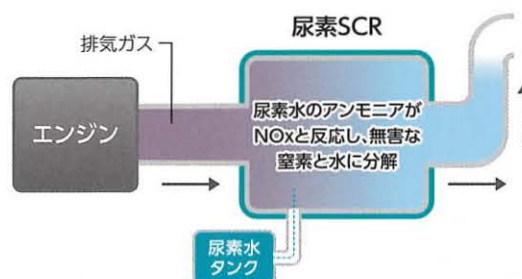 尿素SCR
排気ガス
エンジン
尿素水のアンモニアが
NOxと反応し、無害な
窒素と水に分解
尿素水
タンク